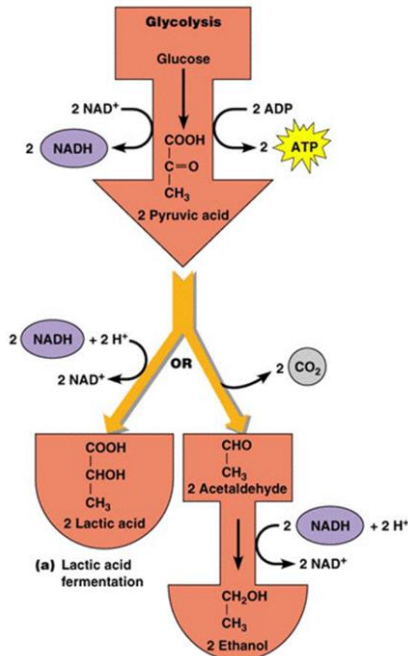 Glycolysis
Glucose
2 NAD⁺
2 ADP
2 NADH
2 ATP
COOH
C=O
CH₃
2 Pyruvic acid
2 NADH + 2 H⁺
OR
2 CO₂
2 NAD⁺
COOH
CHOH
CH₃
2 Lactic acid
CHO
CH₃
2 Acetaldehyde
(a) Lactic acid
fermentation
2 NADH + 2 H⁺
2 NAD⁺
CH₂OH
CH₃
2 Ethanol